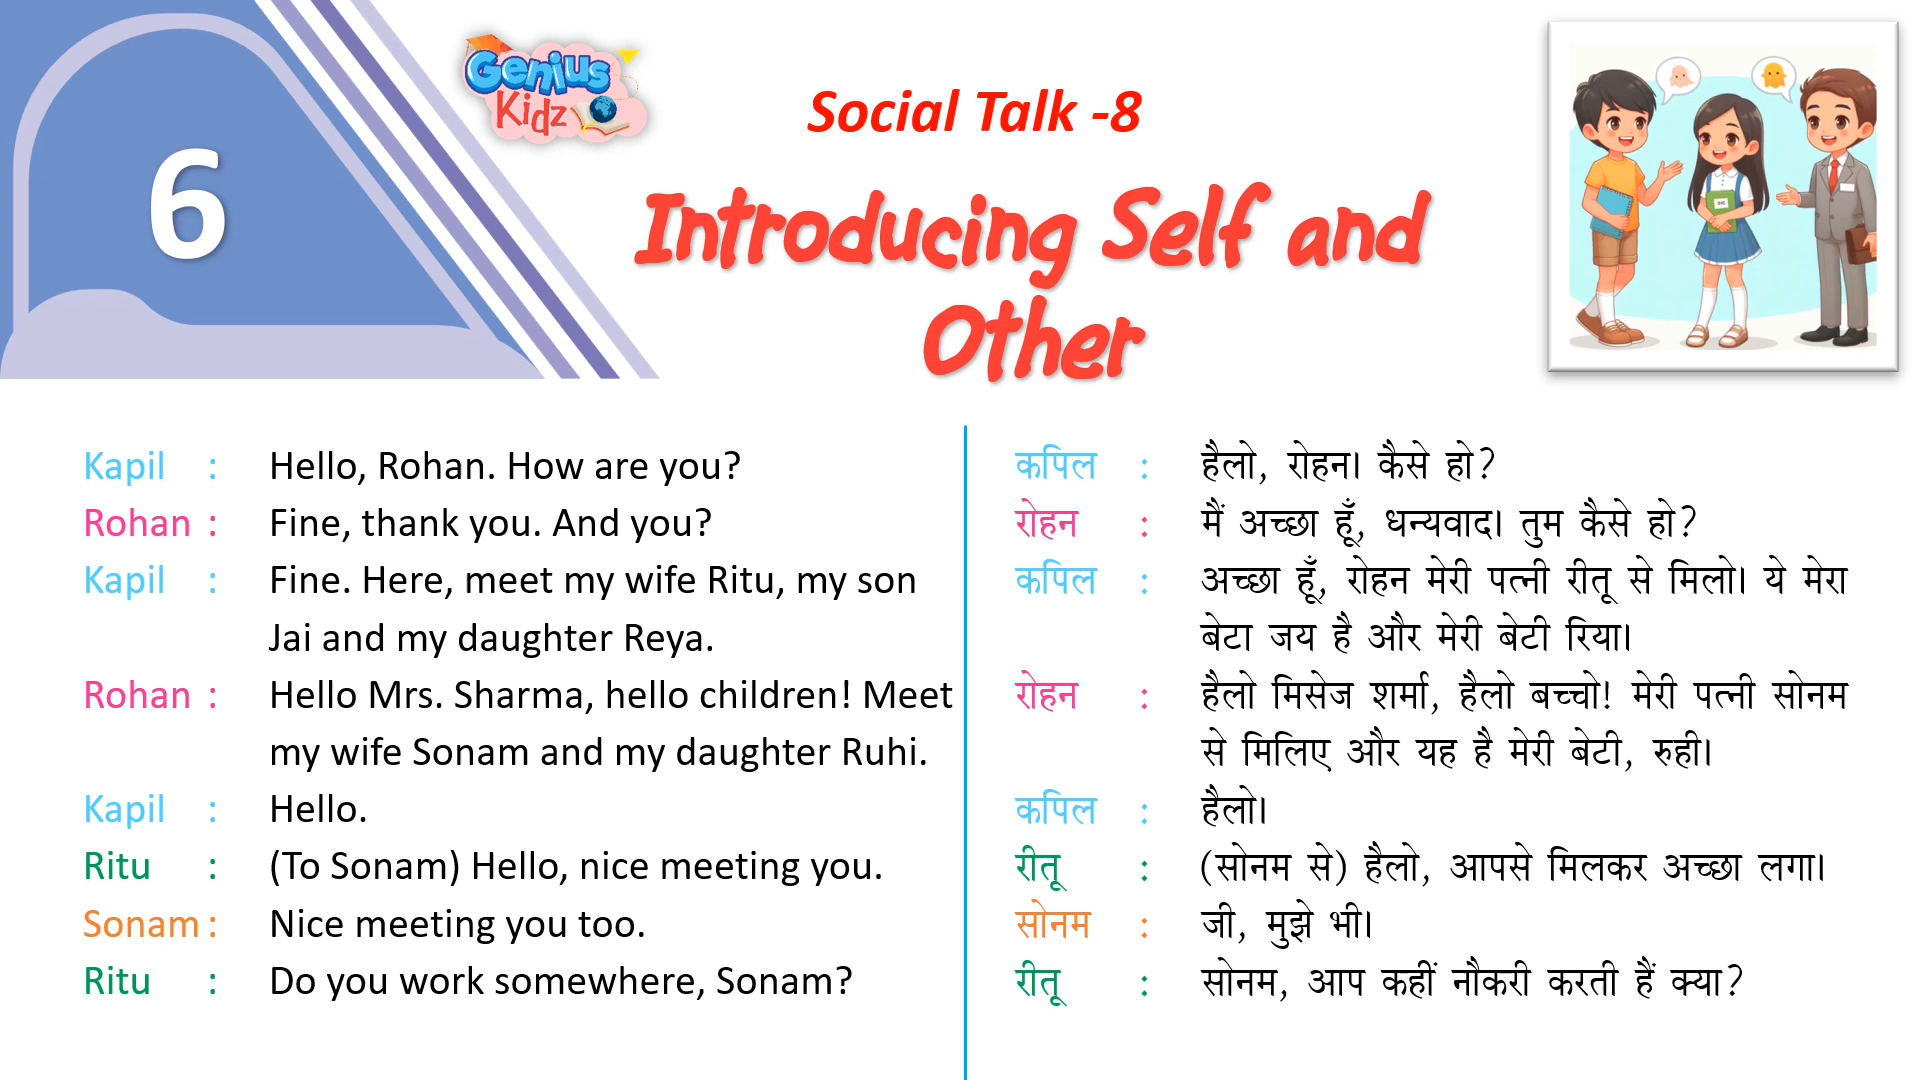 6
Genius
Kidz
Social Talk -8
Introducing Self and
Other
Kapil : Hello, Rohan. How are you?
Rohan : Fine, thank you. And you?
Kapil : Fine. Here, meet my wife Ritu, my son
Jai and my daughter Reya.
Rohan : Hello Mrs. Sharma, hello children! Meet
my wife Sonam and my daughter Ruhi.
Kapil : Hello.
Ritu : (To Sonam) Hello, nice meeting you.
Sonam : Nice meeting you too.
Ritu : Do you work somewhere, Sonam?
कपिल : हैलो, रोहन। कैसे हो?
रोहन : मैं अच्छा हूँ, धन्यवाद। तुम कैसे हो?
कपिल : अच्छा हूँ, रोहन मेरी पत्नी रीतू से मिलो। ये मेरा
बेटा जय है और मेरी बेटी रिया।
रोहन : हैलो मिसेज शर्मा, हैलो बच्चो! मेरी पत्नी सोनम
से मिलिए और यह है मेरी बेटी, रुही।
कपिल : हैलो।
रीतू : (सोनम से) हैलो, आपसे मिलकर अच्छा लगा।
सोनम : जी, मुझे भी।
रीतू : सोनम, आप कहीं नौकरी करती हैं क्या?